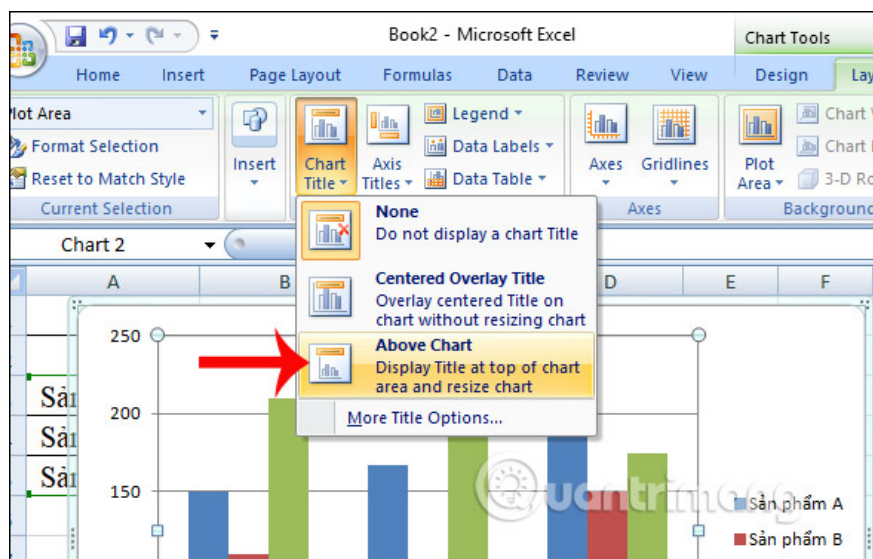 Book2 - Microsoft Excel
Chart Tools
Home Insert Page Layout Formulas Data Review View Design
Area
Format Selection
Reset to Match Style
Current Selection
Insert
Chart
Title
Axis
Titles
Legend
Data Labels
Data Table
Axes
Gridlines
Axes
Plot
Area
Chart
Chart
3-D
Background
Chart 2
None
Do not display a chart Title
Centered Overlay Title
Overlay centered Title on
chart without resizing chart
Above Chart
Display Title at top of chart
area and resize chart
More Title Options...
A B D E F
250
200
150
Sản phẩm A
Sản phẩm B
Quantrimang